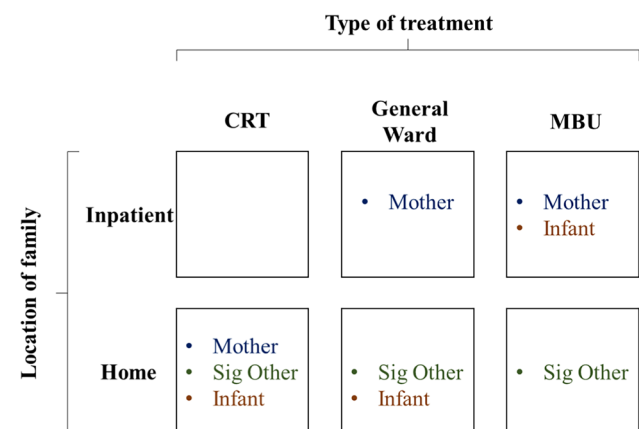 Type of treatment
CRT
General
Ward
MBU
Location of family
Inpatient
• Mother
• Mother
• Infant
Home
• Mother
• Sig Other
• Infant
• Sig Other
• Infant
• Sig Other